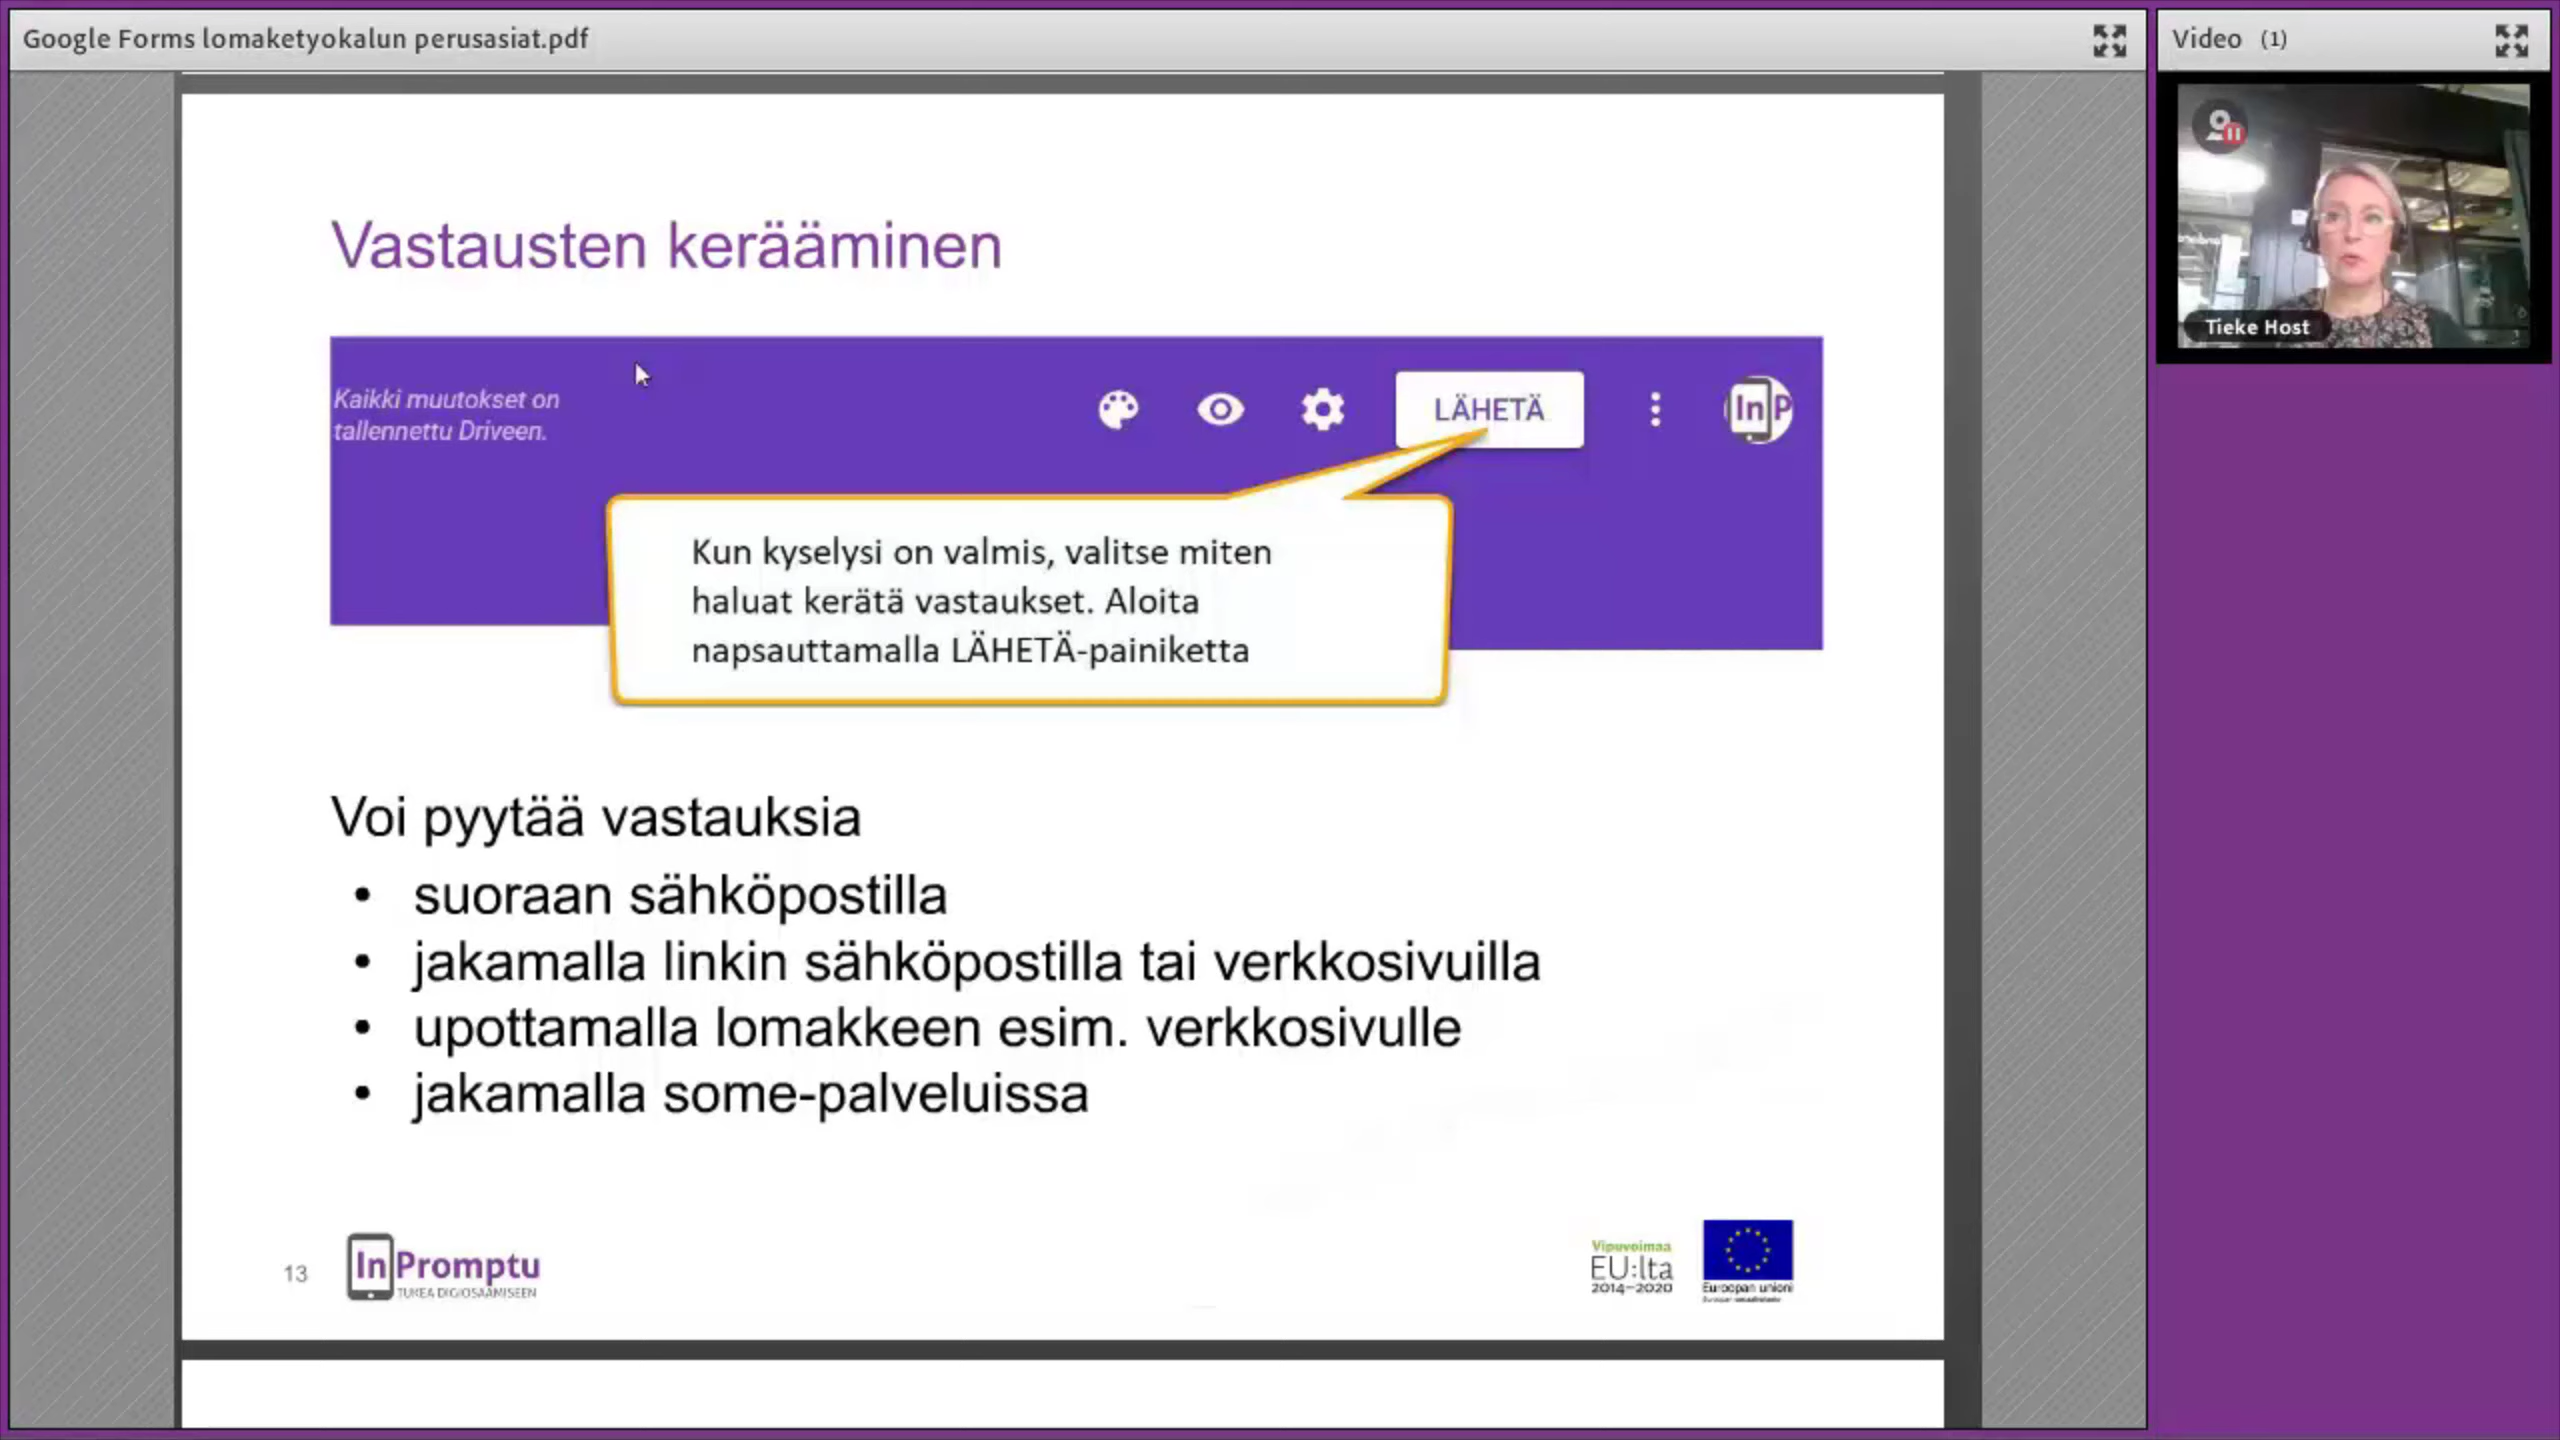 Google Forms lomaketyokalun perusasiat.pdf
Video (1)
Tieke Host
Vastausten kerääminen
Kaikki muutokset on
tallennettu Driveen.
LÄHETÄ
In P
Kun kyselysi on valmis, valitse miten
haluat kerätä vastaukset. Aloita
napsauttamalla LÄHETÄ-painiketta
Voi pyytää vastauksia
• suoraan sähköpostilla
• jakamalla linkin sähköpostilla tai verkkosivuilla
• upottamalla lomakkeen esim. verkkosivulle
• jakamalla some-palveluissa
13
InPromptu
TUKEA DIGIOSAAMISEEN
Vipuvoimaa
EU:lta
2014–2020
Euroopan unioni